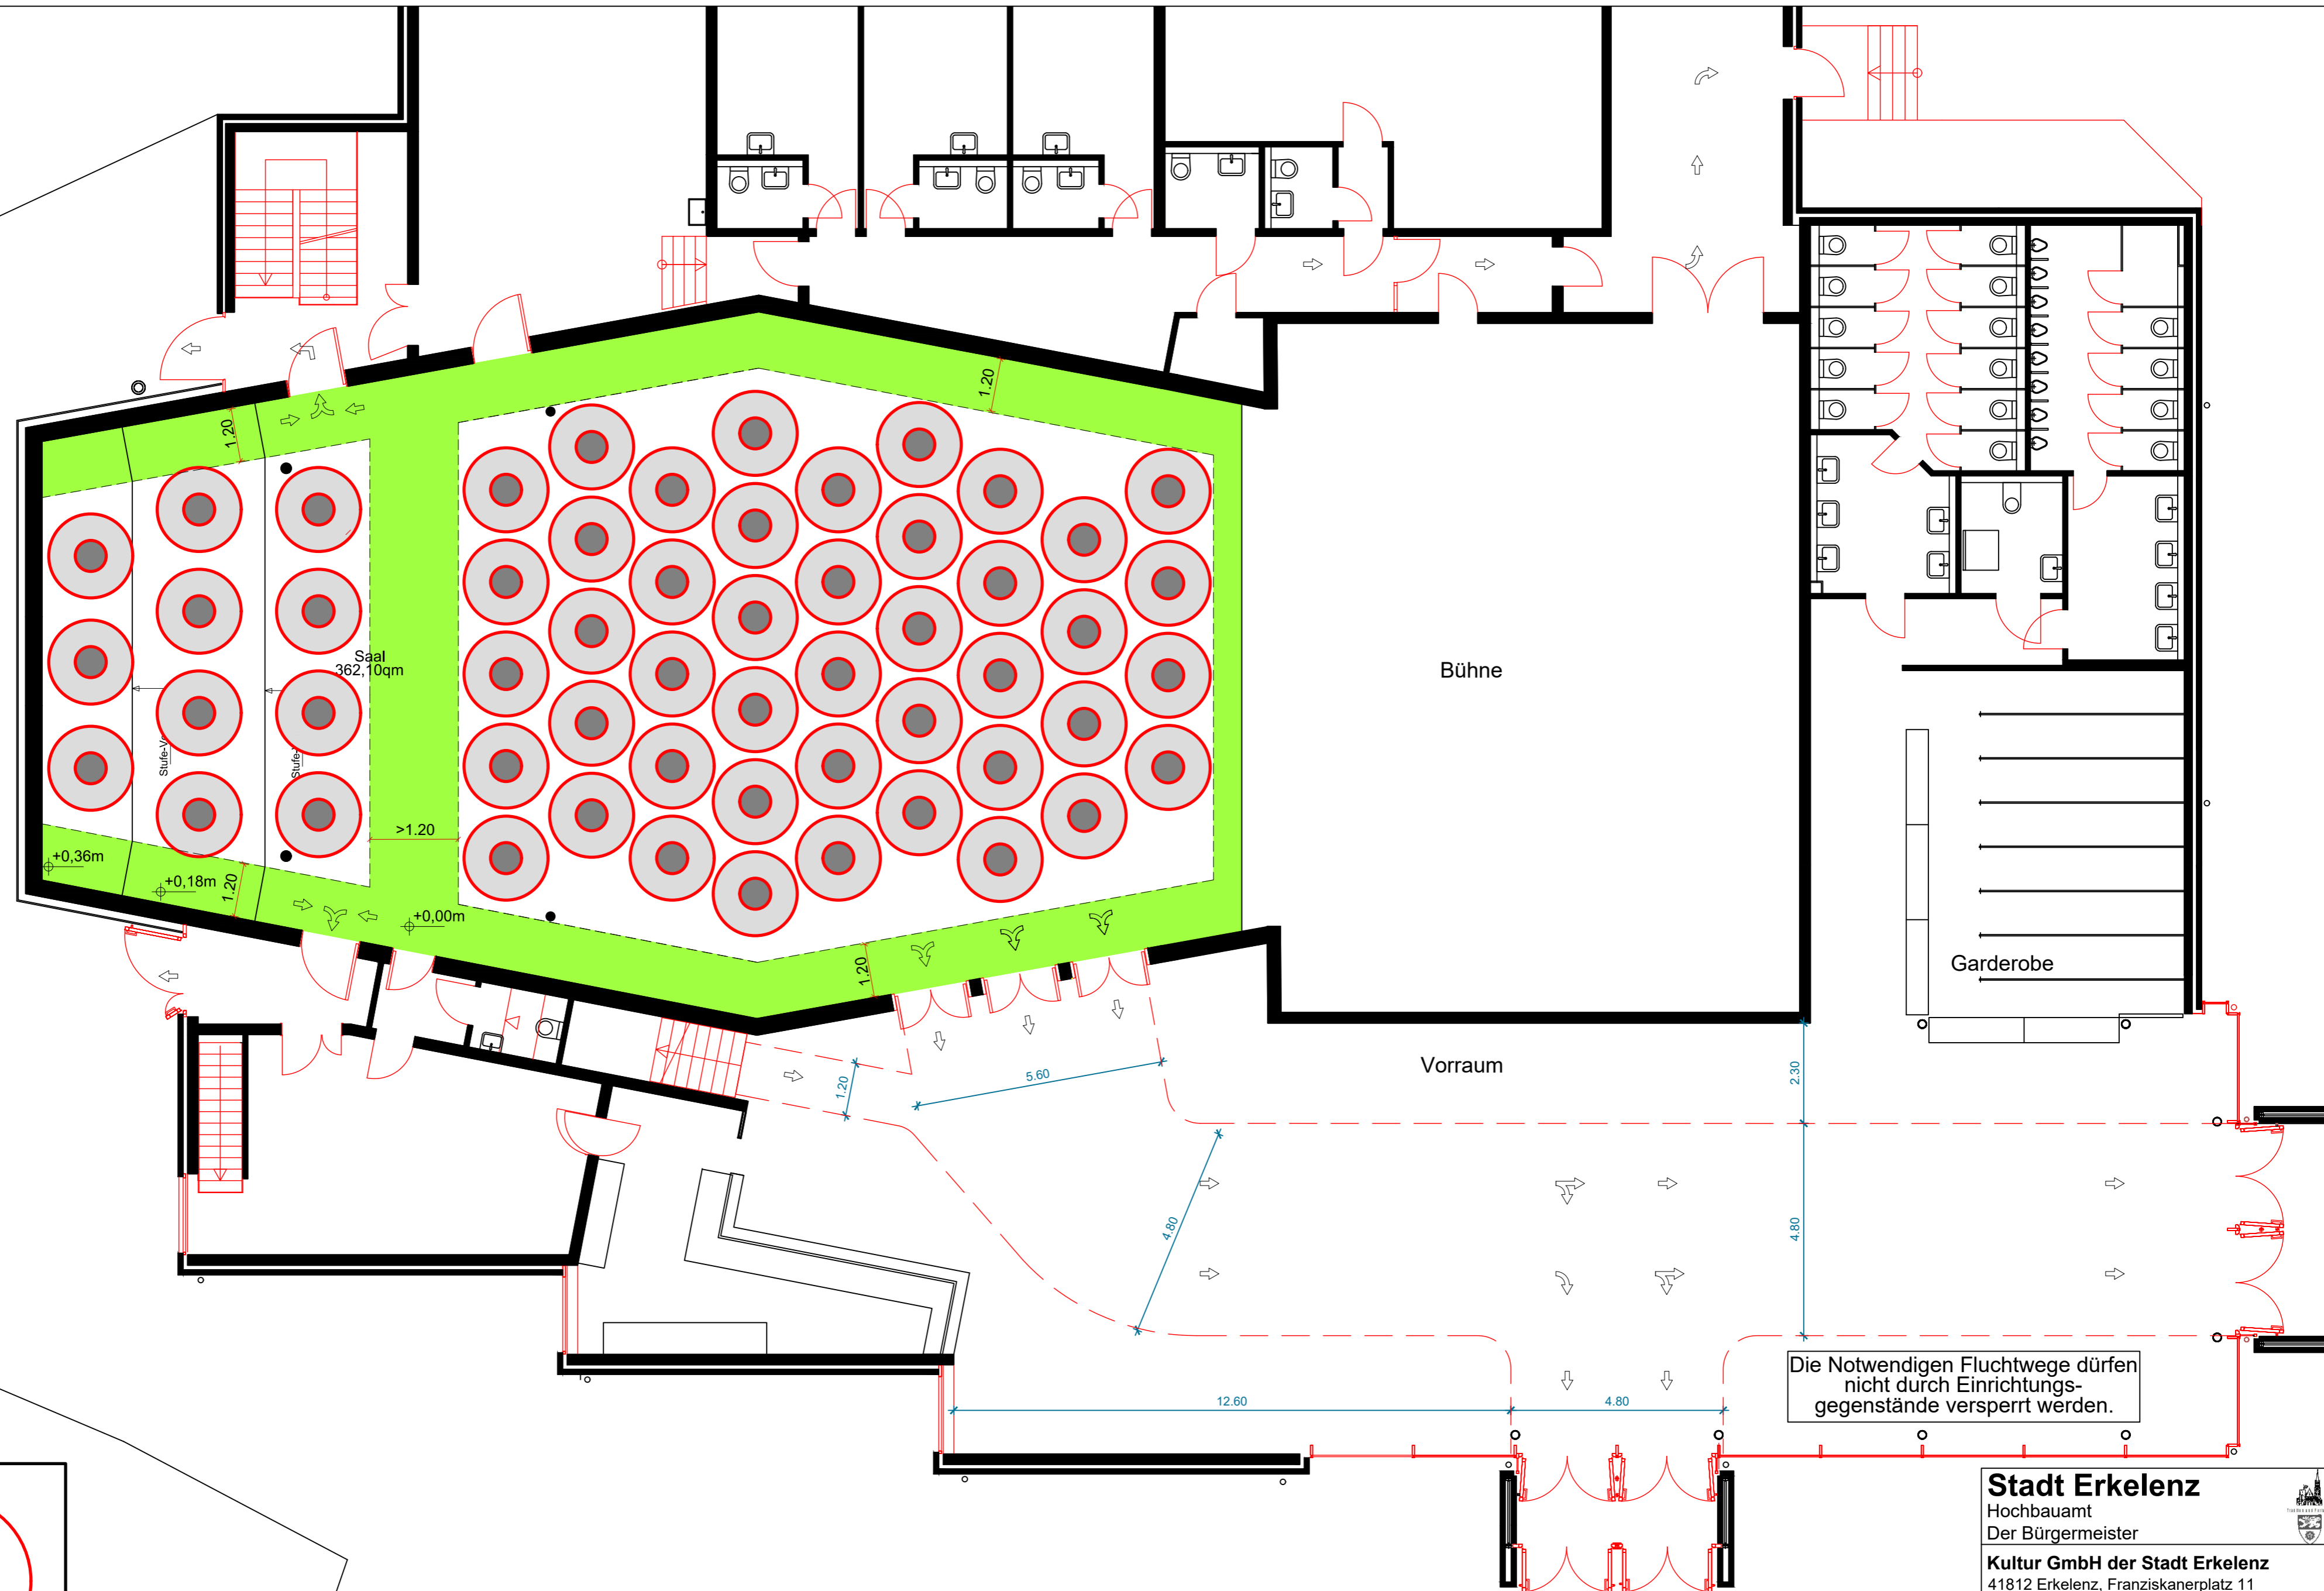 1.20
1.20
Saal
362,10qm
Bühne
Stufe-V
Stufe-
>1.20
+0,36m
+0,18m
1.20
+0,00m
1.20
Garderobe
Vorraum
1.20
5.60
2.30
4.80
4.80
12.60
4.80
Die Notwendigen Fluchtwege dürfen
nicht durch Einrichtungs-
gegenstände versperrt werden.
Stadt Erkelenz
Hochbauamt
Der Bürgermeister
Kultur GmbH der Stadt Erkelenz
41812 Erkelenz, Franziskanerplatz 11